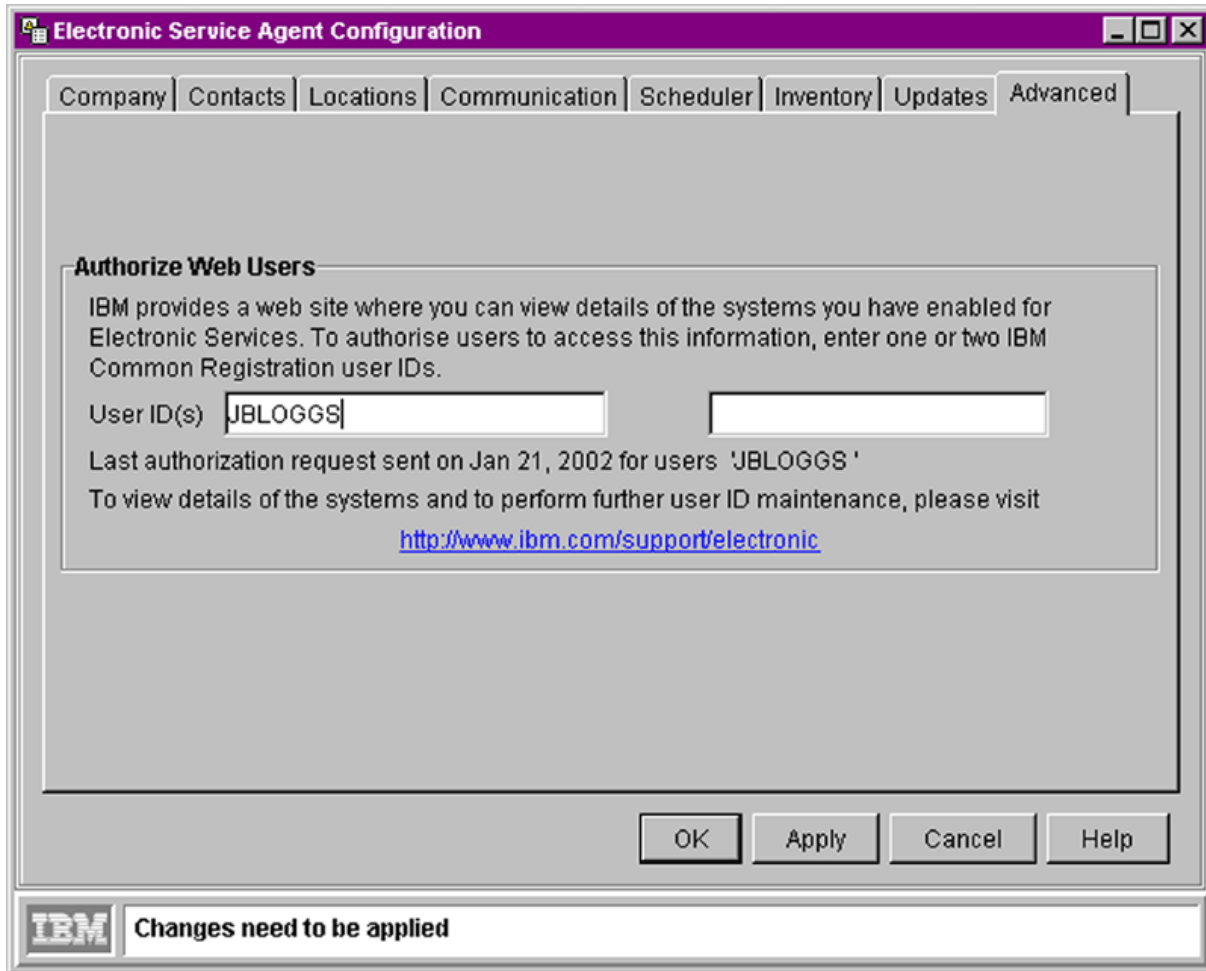 Electronic Service Agent Configuration
Company Contacts Locations Communication Scheduler Inventory Updates Advanced
Authorize Web Users
IBM provides a web site where you can view details of the systems you have enabled for
Electronic Services. To authorise users to access this information, enter one or two IBM
Common Registration user IDs.
User ID(s) JBLOGGS
Last authorization request sent on Jan 21, 2002 for users 'JBLOGGS '
To view details of the systems and to perform further user ID maintenance, please visit
http://www.ibm.com/support/electronic
OK Apply Cancel Help
IBM Changes need to be applied